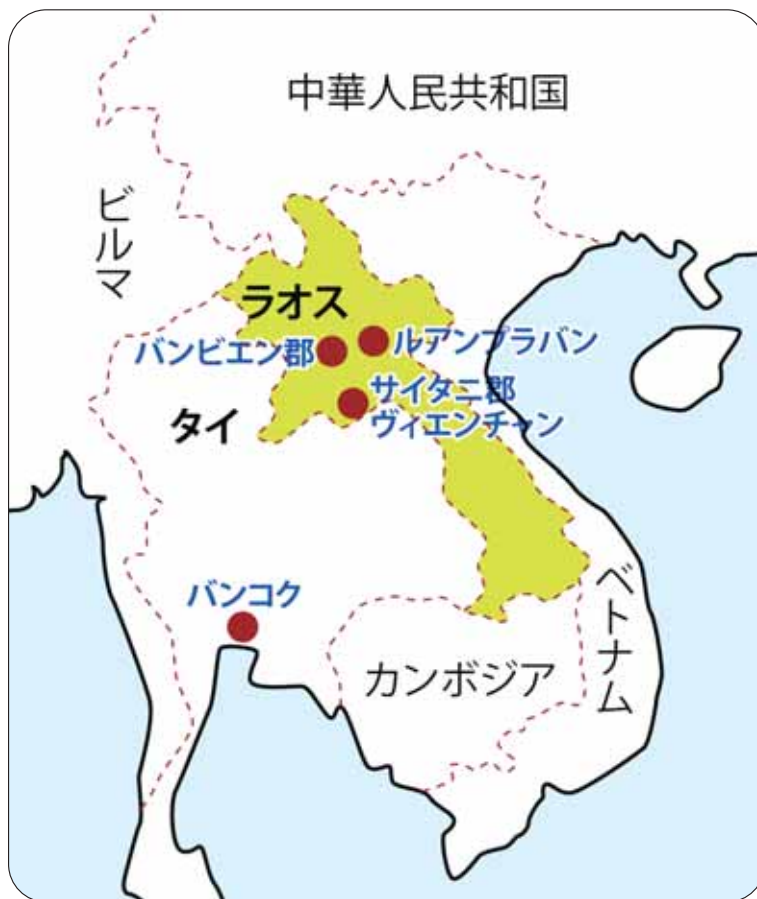 中華人民共和国
ビルマ
ラオス
バンビエン郡
ルアンプラバン
サイタニ郡
ヴィエンチャン
タイ
バンコク
カンボジア
ベトナム